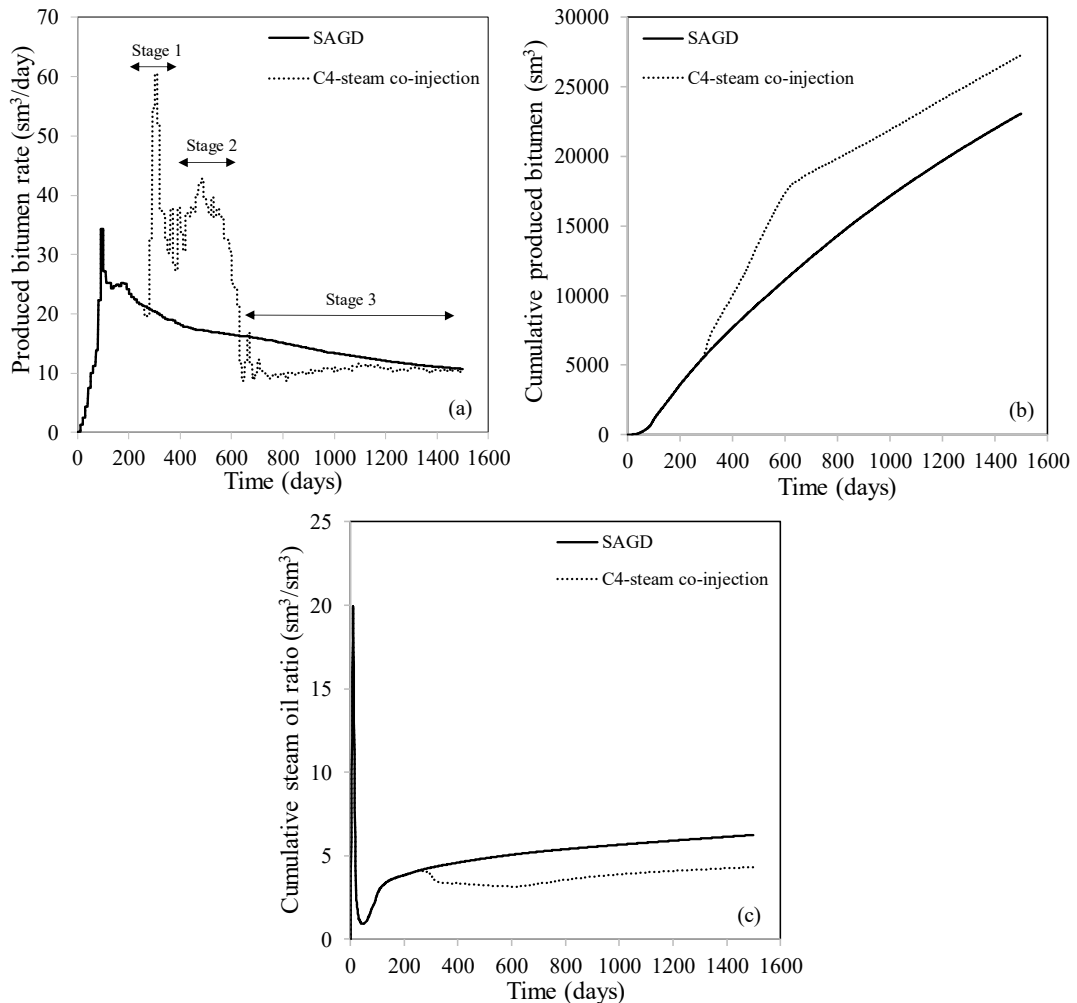 Produced bitumen rate (sm³/day)
70
60
50
40
30
20
10
0
SAGD
C4-steam co-injection
Stage 1
Stage 2
Stage 3
(a)
0 200 400 600 800 1000 1200 1400 1600
Time (days)
Cumulative produced bitumen (sm³)
30000
25000
20000
15000
10000
5000
0
SAGD
C4-steam co-injection
(b)
0 200 400 600 800 1000 1200 1400 1600
Time (days)
Cumulative steam oil ratio (sm³/sm³)
25
20
15
10
5
0
SAGD
C4-steam co-injection
(c)
0 200 400 600 800 1000 1200 1400 1600
Time (days)